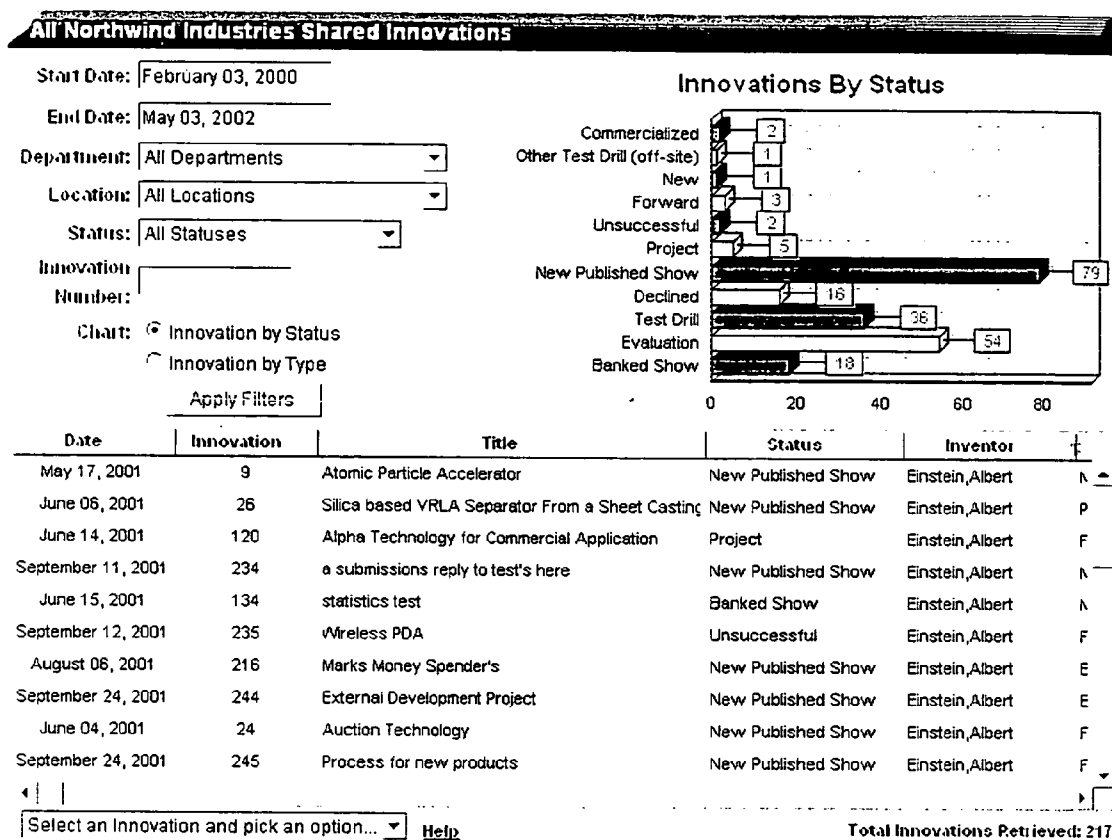 All Northwind Industries Shared Innovations
Start Date: February 03, 2000
End Date: May 03, 2002
Department: All Departments
Location: All Locations
Status: All Statuses
Innovation Number:
Chart: Innovation by Status
Innovation by Type
Apply Filters
Innovations By Status
Commercialized 2
Other Test Drill (off-site) 1
New 1
Forward 3
Unsuccessful 2
Project 5
New Published Show 79
Declined 16
Test Drill 36
Evaluation 54
Banked Show 18
0 20 40 60 80
Date Innovation Title Status Inventor
May 17, 2001 9 Atomic Particle Accelerator New Published Show Einstein,Albert
June 06, 2001 26 Silica based VRLA Separator From a Sheet Casting New Published Show Einstein,Albert P
June 14, 2001 120 Alpha Technology for Commercial Application Project Einstein,Albert F
September 11, 2001 234 a submissions reply to test's here New Published Show Einstein,Albert
June 15, 2001 134 statistics test Banked Show Einstein,Albert
September 12, 2001 235 Wireless PDA Unsuccessful Einstein,Albert F
August 06, 2001 216 Marks Money Spender's New Published Show Einstein,Albert E
September 24, 2001 244 External Development Project New Published Show Einstein,Albert E
June 04, 2001 24 Auction Technology New Published Show Einstein,Albert F
September 24, 2001 245 Process for new products New Published Show Einstein,Albert F
Select an Innovation and pick an option... Help Total Innovations Retrieved: 217